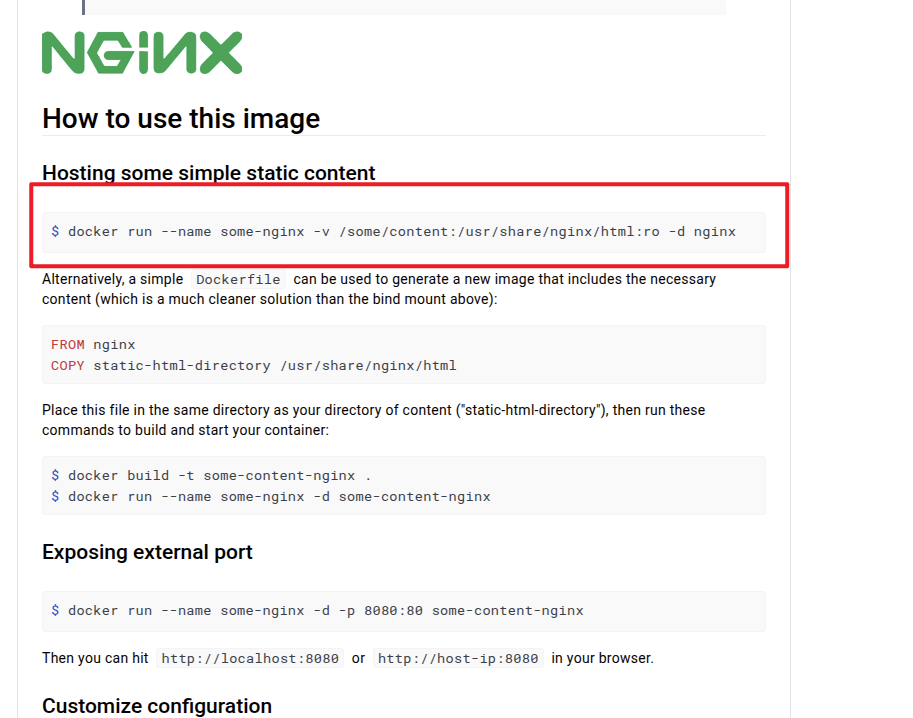 NGINX
How to use this image
Hosting some simple static content
$ docker run --name some-nginx -v /some/content:/usr/share/nginx/html:ro -d nginx
Alternatively, a simple Dockerfile can be used to generate a new image that includes the necessary
content (which is a much cleaner solution than the bind mount above):
FROM nginx
COPY static-html-directory /usr/share/nginx/html
Place this file in the same directory as your directory of content ("static-html-directory"), then run these
commands to build and start your container:
$ docker build -t some-content-nginx .
$ docker run --name some-nginx -d some-content-nginx
Exposing external port
$ docker run --name some-nginx -d -p 8080:80 some-content-nginx
Then you can hit http://localhost:8080 or http://host-ip:8080 in your browser.
Customize configuration